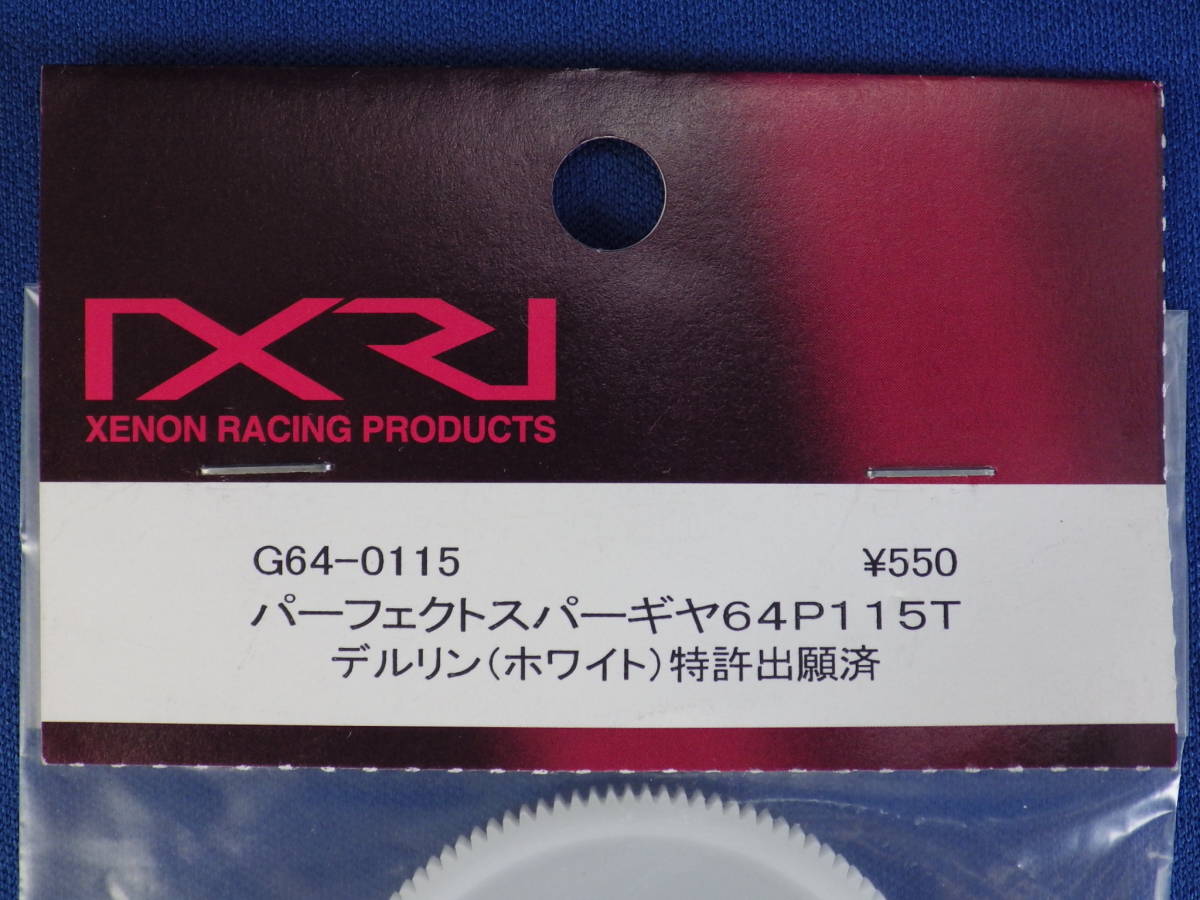 XENON RACING PRODUCTS
G64-0115 ¥550
パーフェクトスパーギヤ64P115T
デルリン(ホワイト)特許出願済